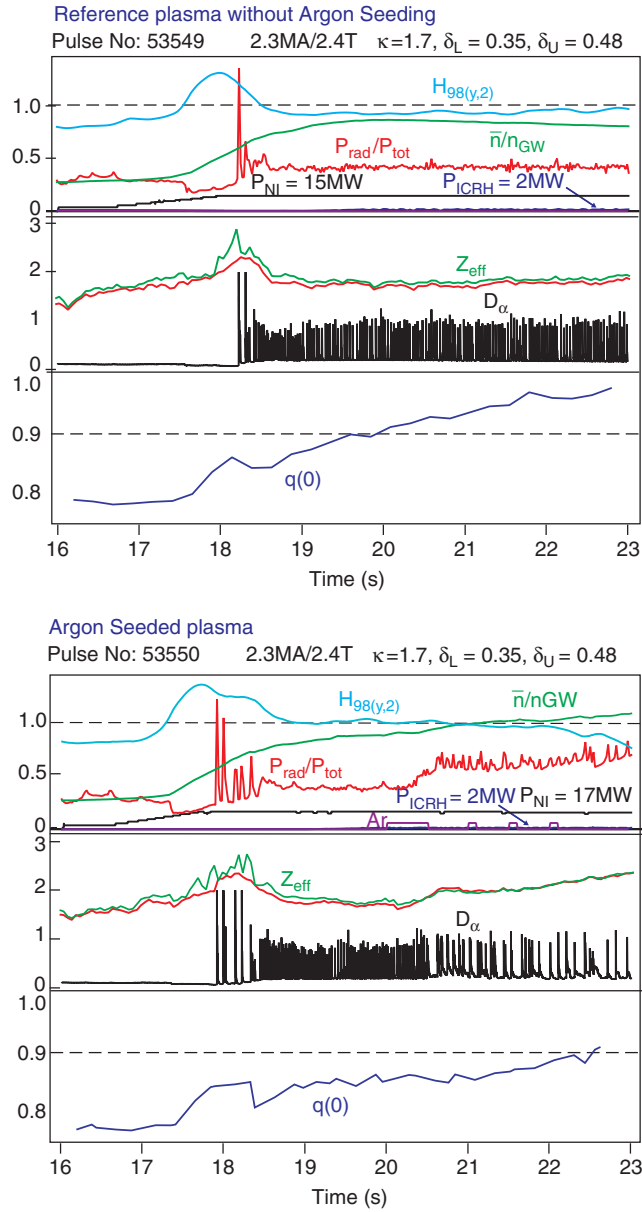 Reference plasma without Argon Seeding
Pulse No: 53549 2.3MA/2.4T κ=1.7, δL = 0.35, δU = 0.48
H98(y,2)
1.0
Prad/Ptot n̅/nGW
0.5
PNI = 15MW PICRH = 2MW
0
3
Zeff
2
Dα
1
0
1.0
0.9
q(0)
0.8
16 17 18 19 20 21 22 23
Time (s)
Argon Seeded plasma
Pulse No: 53550 2.3MA/2.4T κ=1.7, δL = 0.35, δU = 0.48
H98(y,2) n̅/nGW
1.0
Prad/Ptot
0.5
PICRH = 2MW PNI = 17MW
Ar
0
3
Zeff
2
Dα
1
0
1.0
0.9
q(0)
0.8
16 17 18 19 20 21 22 23
Time (s)